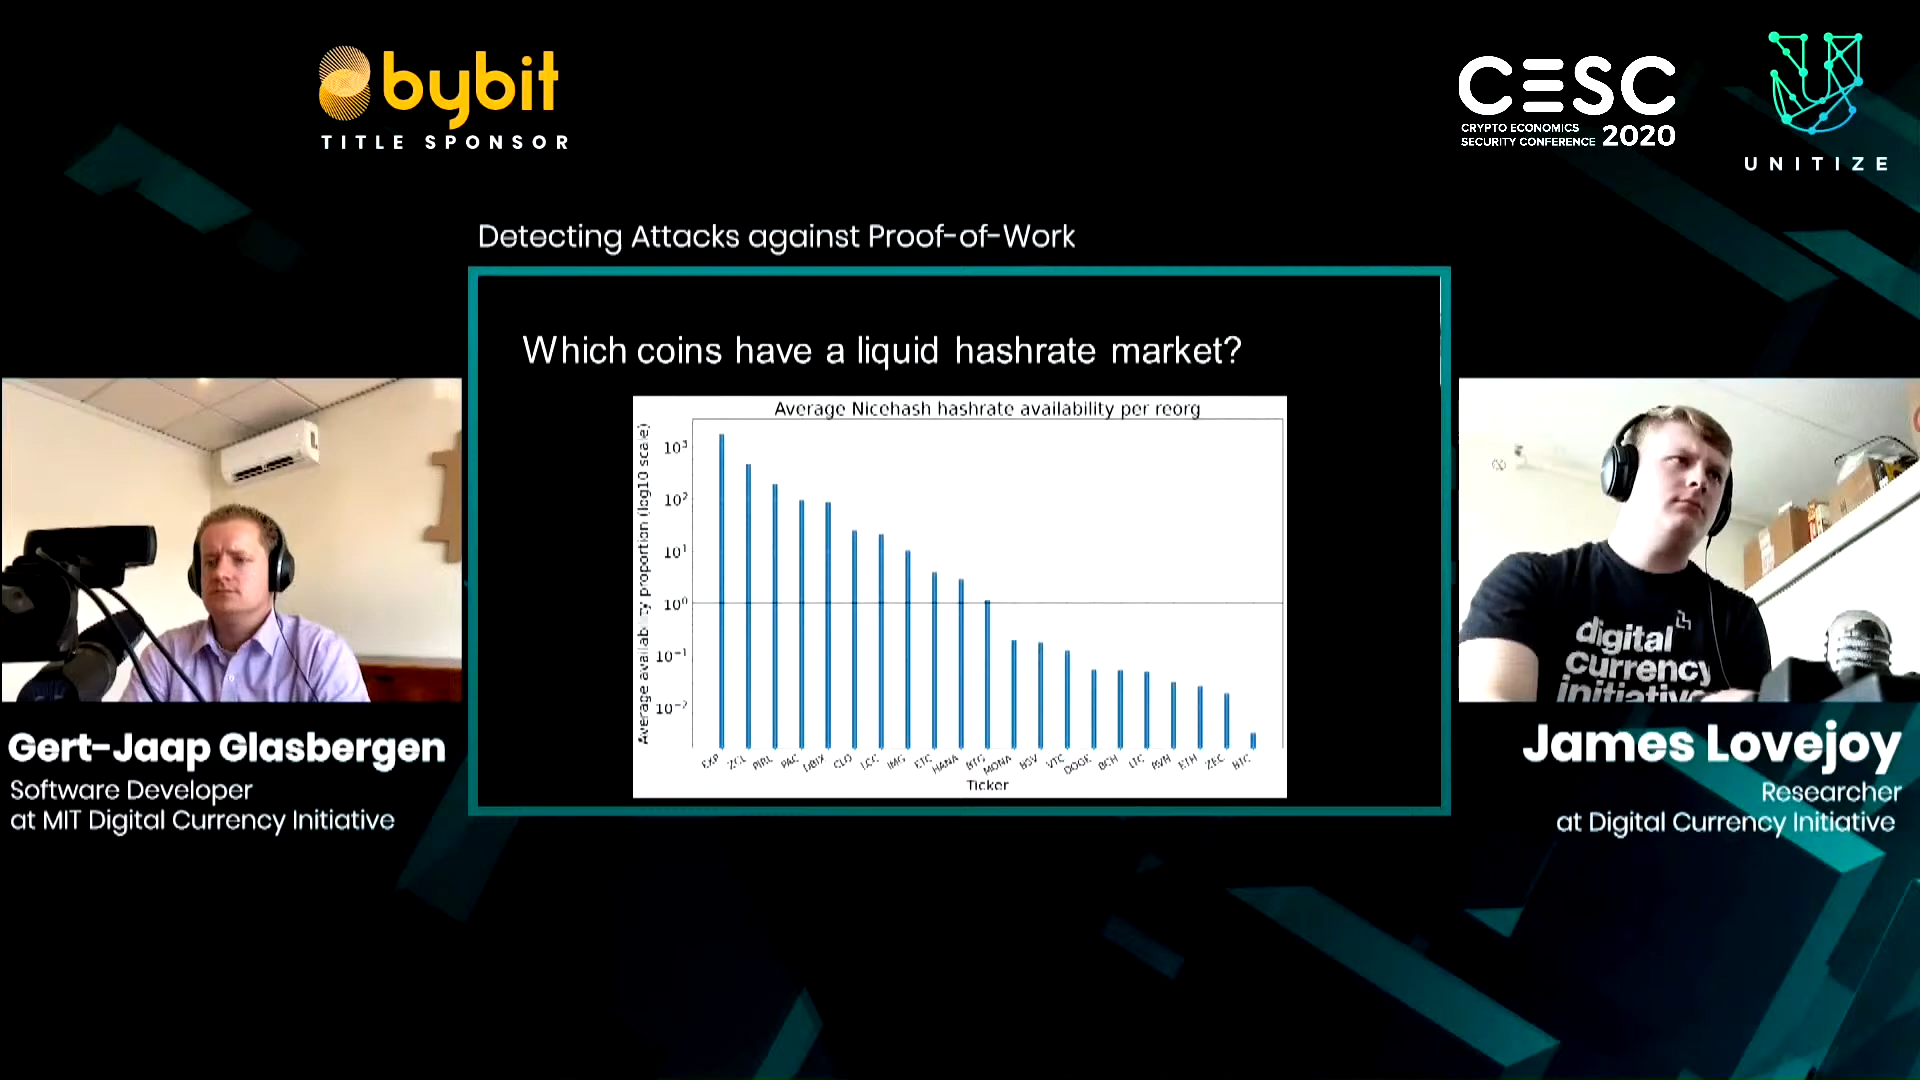 bybit
TITLE SPONSOR
CESC
CRYPTO ECONOMICS
SECURITY CONFERENCE 2020
UNITIZE
Detecting Attacks against Proof-of-Work
Which coins have a liquid hashrate market?
Average Nicehash hashrate availability per reorg
Average availability proportion (log10 scale)
10³
10²
10¹
10⁰
10⁻¹
10⁻²
EXP ZCL PIRL PAC DBIX CLO LCC IMG ETC HANA BTG MONA BSV VTC DOGE BCH LTC RVN ETH ZEC BTC
Ticker
digital
currency
initiative
Gert-Jaap Glasbergen
Software Developer
at MIT Digital Currency Initiative
James Lovejoy
Researcher
at Digital Currency Initiative